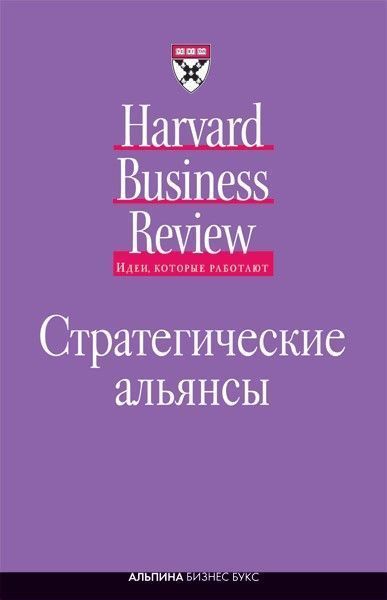 Harvard
Business
Review
ИДЕИ, КОТОРЫЕ РАБОТАЮТ
Стратегические
альянсы
АЛЬПИНА БИЗНЕС БУКС